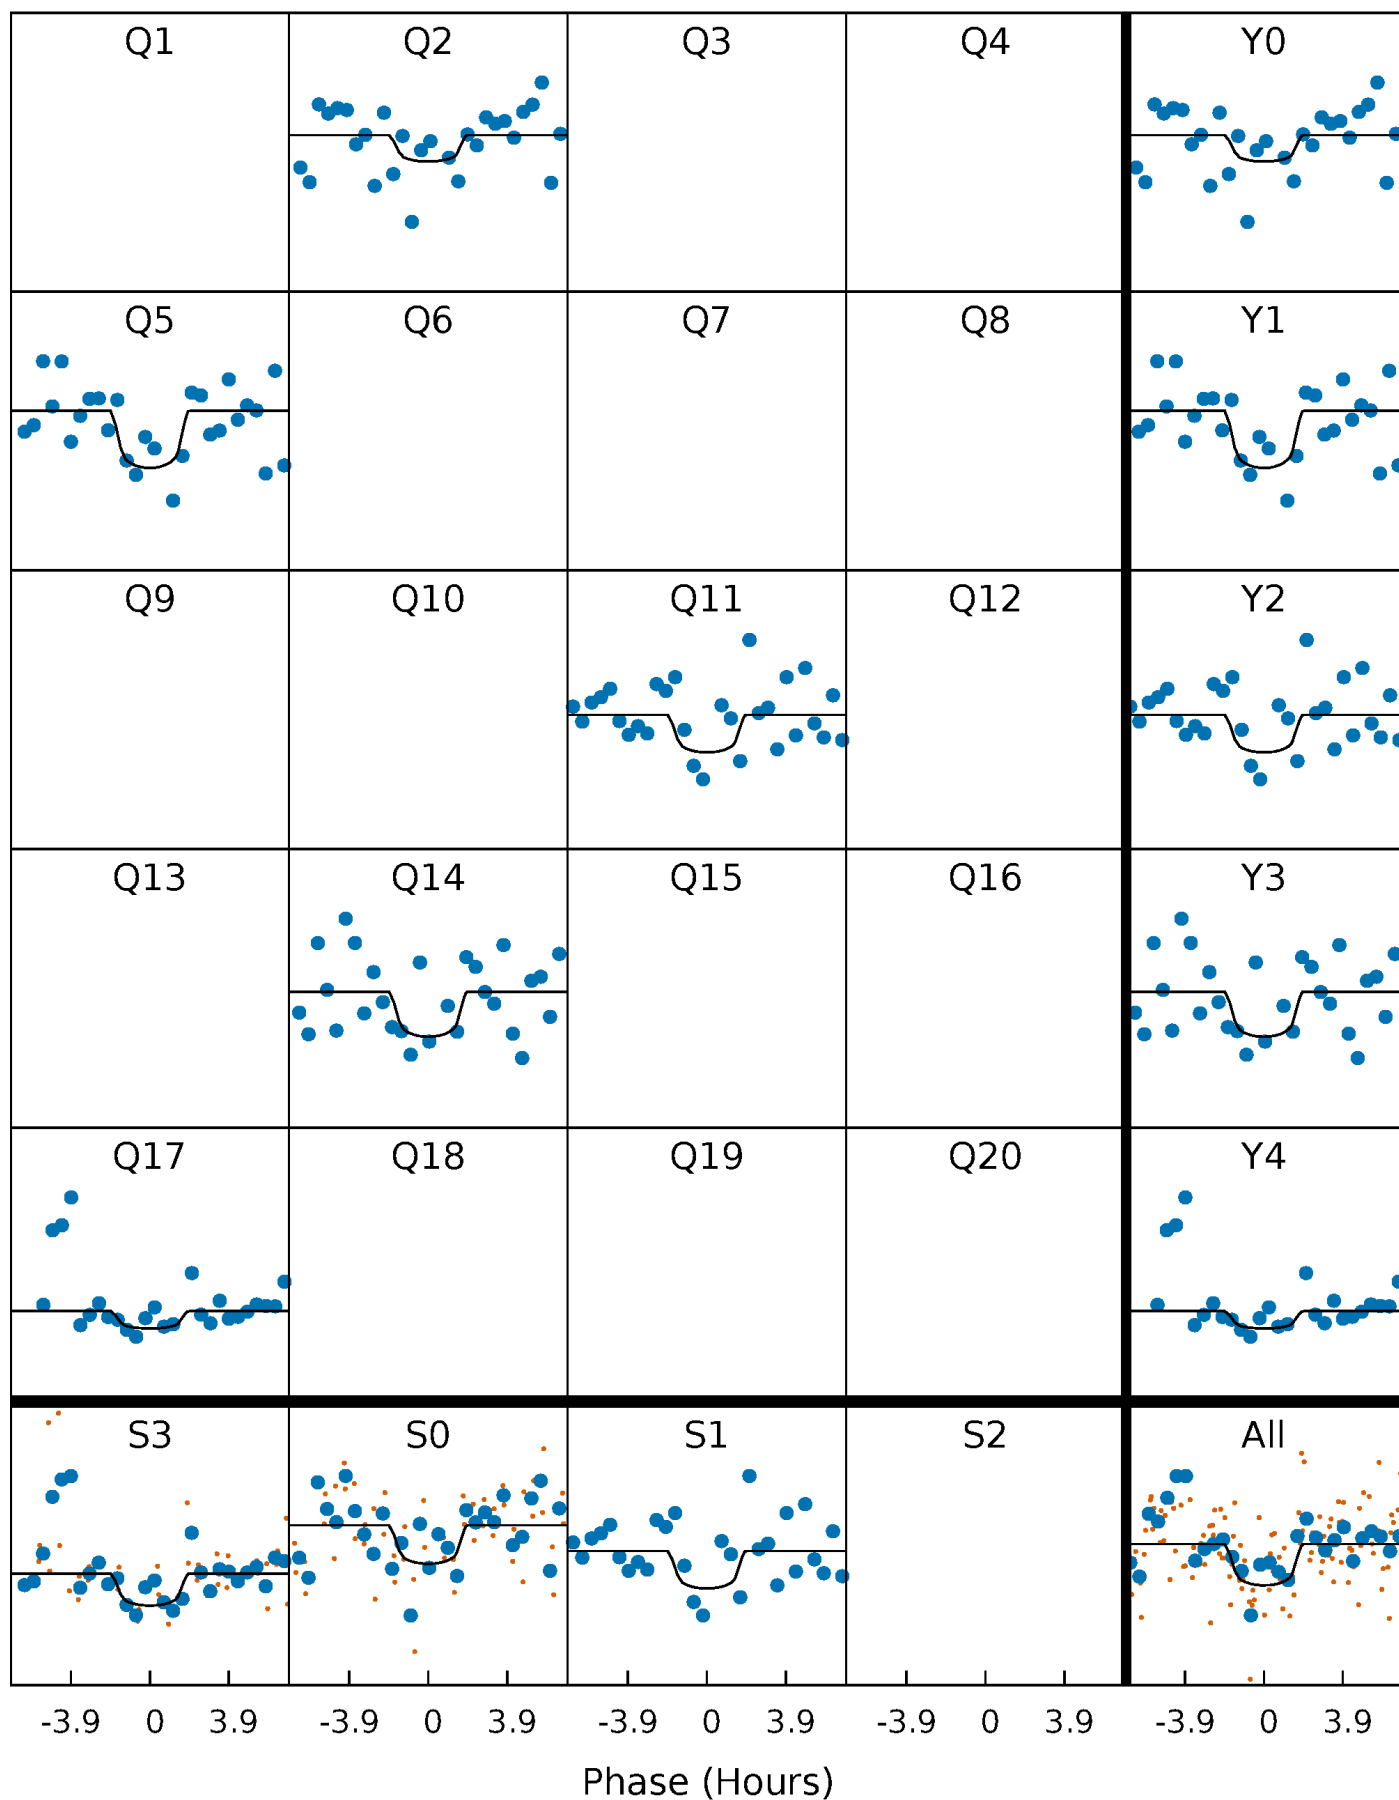 Q1 Q2 Q3 Q4 Y0
Q5 Q6 Q7 Q8 Y1
Q9 Q10 Q11 Q12 Y2
Q13 Q14 Q15 Q16 Y3
Q17 Q18 Q19 Q20 Y4
S3 S0 S1 S2 All
-3.9 0 3.9 -3.9 0 3.9 -3.9 0 3.9 -3.9 0 3.9 -3.9 0 3.9
Phase (Hours)